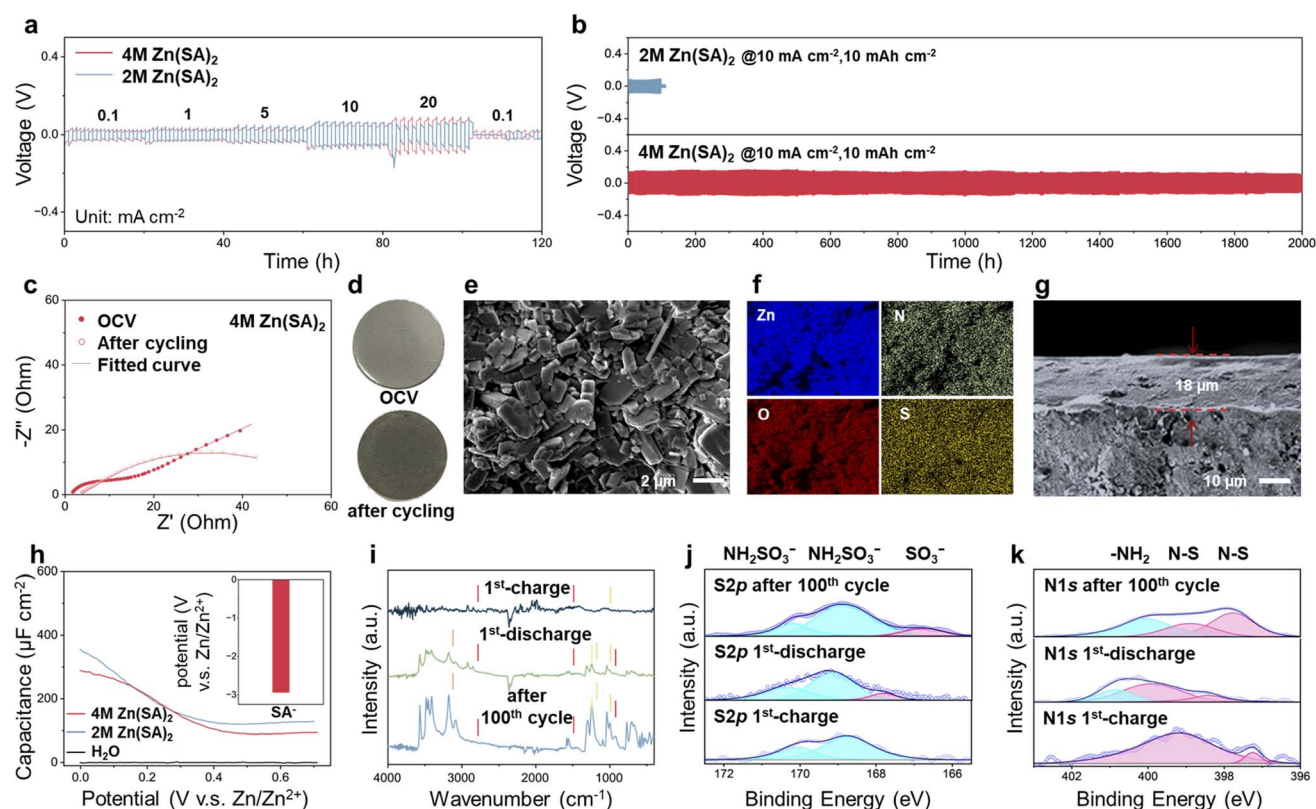 a
4M Zn(SA)₂
2M Zn(SA)₂
0.1 1 5 10 20 0.1
Unit: mA cm⁻²
Voltage (V)
0.4
0.0
−0.4
0 40 80 120
Time (h)
b
2M Zn(SA)₂ @10 mA cm⁻²,10 mAh cm⁻²
4M Zn(SA)₂ @10 mA cm⁻²,10 mAh cm⁻²
Voltage (V)
0.4
0.0
−0.4
0.4
0.0
−0.4
0 200 400 600 800 1000 1200 1400 1600 1800 2000
Time (h)
c
OCV
After cycling
Fitted curve
4M Zn(SA)₂
-Z'' (Ohm)
60
40
20
0
0 20 40 60
Z' (Ohm)
d
OCV
after cycling
e
2 μm
f
Zn
N
O
S
g
18 μm
10 μm
h
Capacitance (μF cm⁻²)
600
500
400
300
200
100
0
4M Zn(SA)₂
2M Zn(SA)₂
H₂O
0.0 0.2 0.4 0.6
Potential (V v.s. Zn/Zn²⁺)
potential (V
v.s. Zn/Zn²⁺)
0
−1
−2
−3
SA⁻
i
1ˢᵗ-charge
1ˢᵗ-discharge
after
100ᵗʰ cycle
Intensity (a.u.)
4000 3000 2000 1000
Wavenumber (cm⁻¹)
j
NH₂SO₃⁻ NH₂SO₃⁻ SO₃⁻
S2p after 100ᵗʰ cycle
S2p 1ˢᵗ-discharge
S2p 1ˢᵗ-charge
Intensity (a.u.)
172 170 168 166
Binding Energy (eV)
k
-NH₂ N-S N-S
N1s after 100ᵗʰ cycle
N1s 1ˢᵗ-discharge
N1s 1ˢᵗ-charge
Intensity (a.u.)
402 400 398 396
Binding Energy (eV)